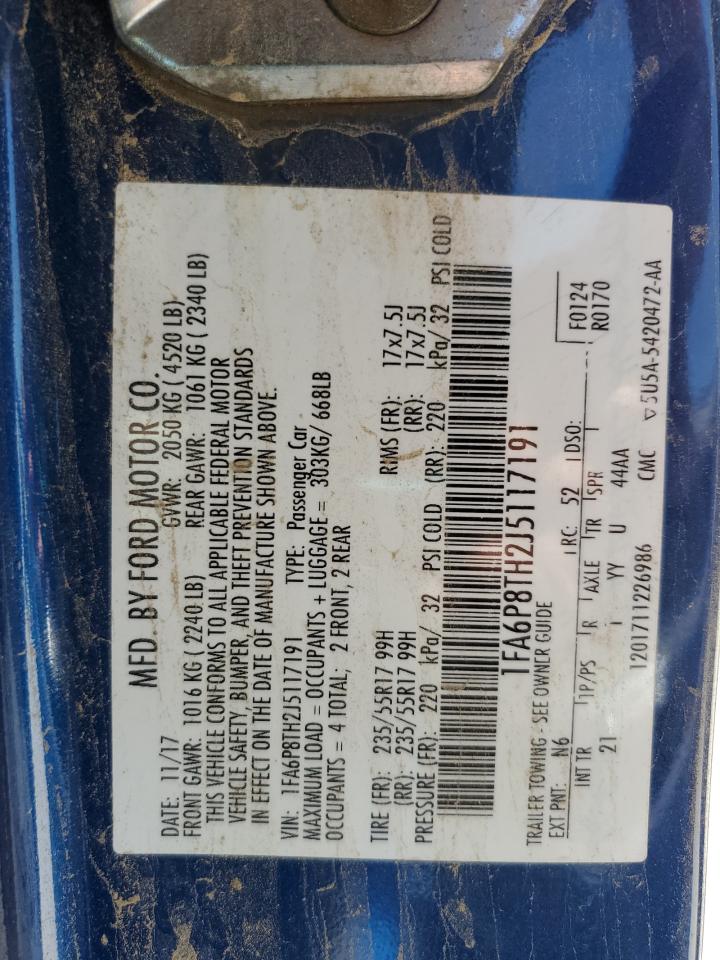 MFD. BY FORD MOTOR CO.
DATE: 11/17 GVWR: 2050 KG ( 4520 LB)
FRONT GAWR: 1016 KG (2240 LB) REAR GAWR: 1061 KG ( 2340 LB)
THIS VEHICLE CONFORMS TO ALL APPLICABLE FEDERAL MOTOR
VEHICLE SAFETY, BUMPER, AND THEFT PREVENTION STANDARDS
IN EFFECT ON THE DATE OF MANUFACTURE SHOWN ABOVE.
VIN: 1FA6P8TH2J5117191 TYPE: Passenger Car
MAXIMUM LOAD = OCCUPANTS + LUGGAGE = 303KG/ 668LB
OCCUPANTS = 4 TOTAL; 2 FRONT, 2 REAR
TIRE (FR): 235/55R17 99H RIMS (FR): 17x7.5J
(RR): 235/55R17 99H (RR): 17x7.5J
PRESSURE (FR): 220 kPa/ 32 PSI COLD (RR): 220 kPa/ 32 PSI COLD
1FA6P8TH2J5117191
TRAILER TOWING - SEE OWNER GUIDE
EXT PNT: N6 RC: 52 DSO: F0124
R0170
INT TR TP/PS R AXLE TR SPR
21 I YY U 44AA
1201711226986 CMC ▽5U5A-5420472-AA